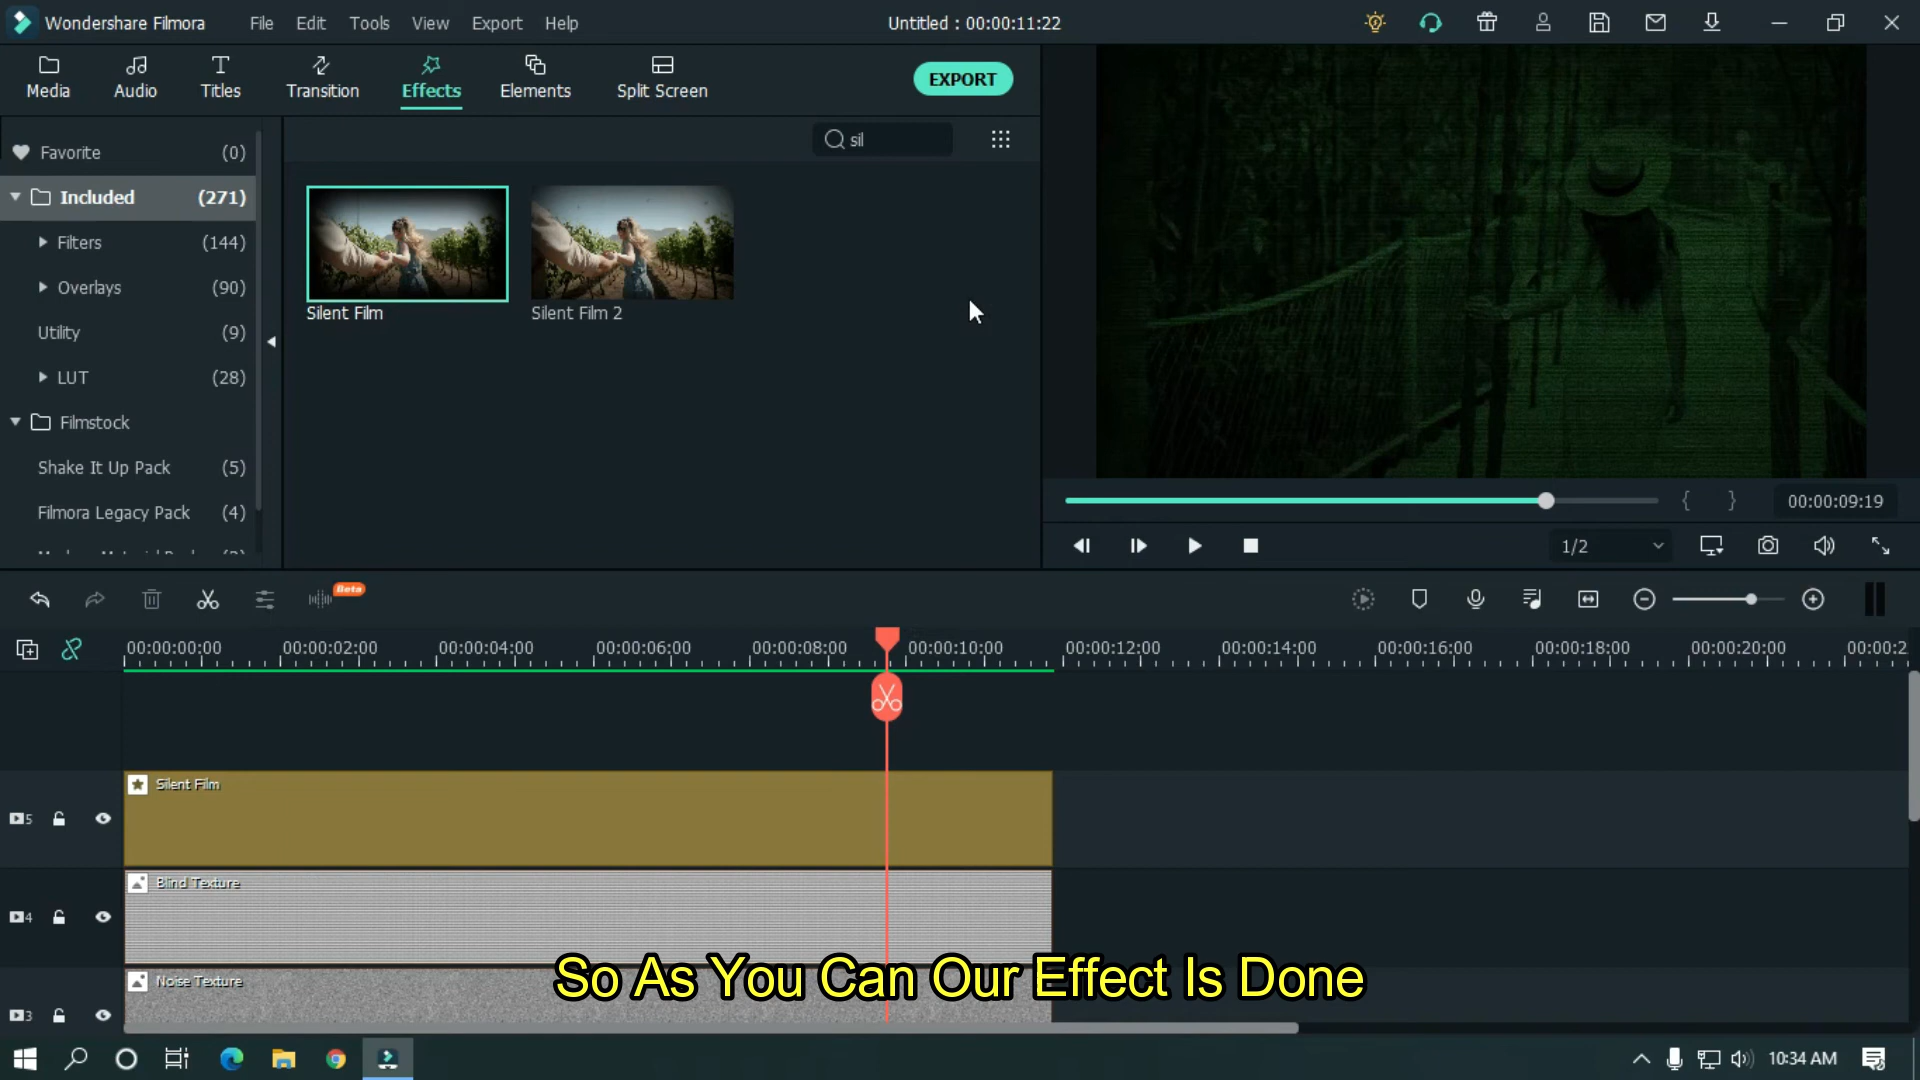 Wondershare Filmora File Edit Tools View Export Help Untitled : 00:00:11:22
Media Audio Titles Transition Effects Elements Split Screen EXPORT
sil
Favorite (0)
Included (271)
Filters (144)
Overlays (90)
Utility (9)
LUT (28)
Filmstock
Shake It Up Pack (5)
Filmora Legacy Pack (4)
Silent Film
Silent Film 2
{ } 00:00:09:19
1/2
Beta
00:00:00:00 00:00:02:00 00:00:04:00 00:00:06:00 00:00:08:00 00:00:10:00 00:00:12:00 00:00:14:00 00:00:16:00 00:00:18:00 00:00:20:00 00:00:2
5 Silent Film
4 Blind Texture
3 Noise Texture
So As You Can Our Effect Is Done
10:34 AM